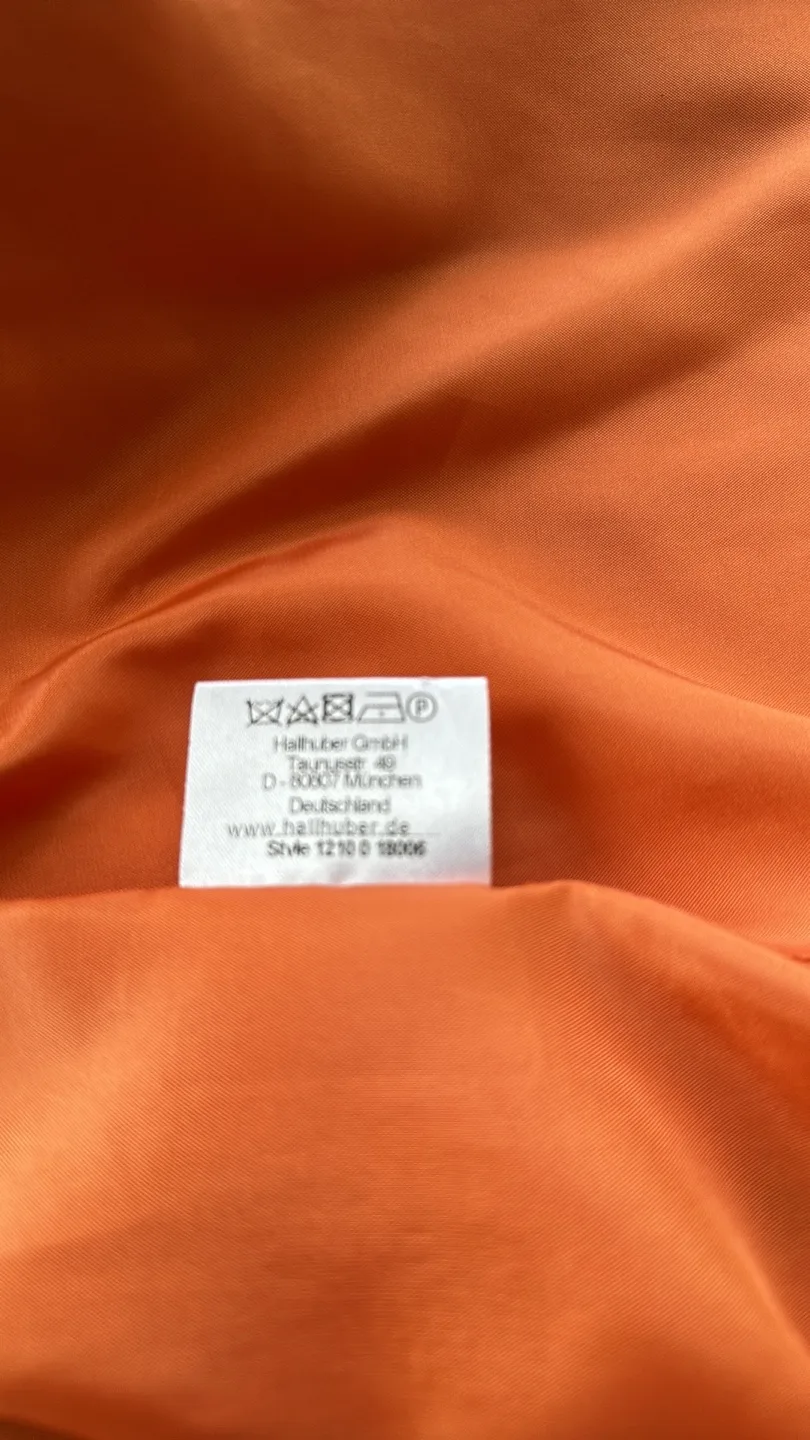 Ⓟ
Hallhuber GmbH
Taunusstr. 49
D - 80807 München
Deutschland
www.hallhuber.de
Style 1210 0 18006